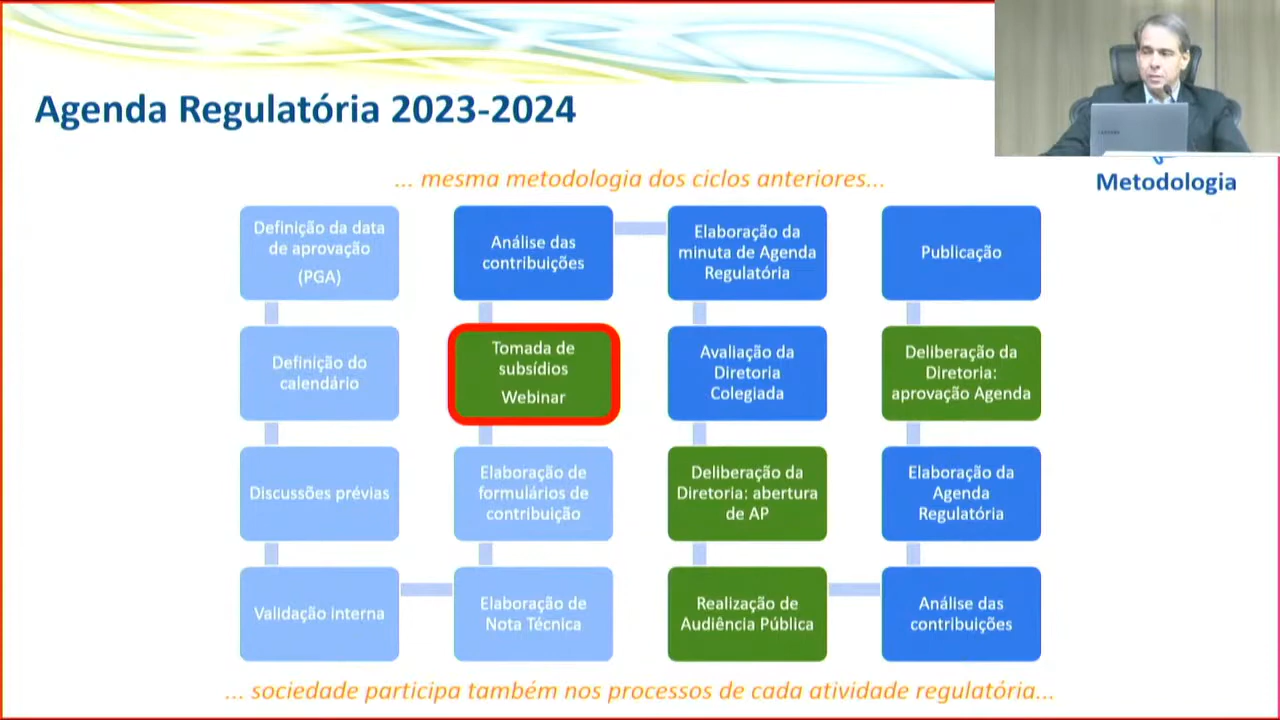 Agenda Regulatória 2023-2024
Metodologia
... mesma metodologia dos ciclos anteriores...
Definição da data
de aprovação
(PGA)
Definição do
calendário
Discussões prévias
Validação interna
Elaboração de
Nota Técnica
Elaboração de
formulários de
contribuição
Tomada de
subsídios
Webinar
Análise das
contribuições
Elaboração da
minuta de Agenda
Regulatória
Avaliação da
Diretoria
Colegiada
Deliberação da
Diretoria: abertura
de AP
Realização de
Audiência Pública
Análise das
contribuições
Elaboração da
Agenda
Regulatória
Deliberação da
Diretoria:
aprovação Agenda
Publicação
... sociedade participa também nos processos de cada atividade regulatória...